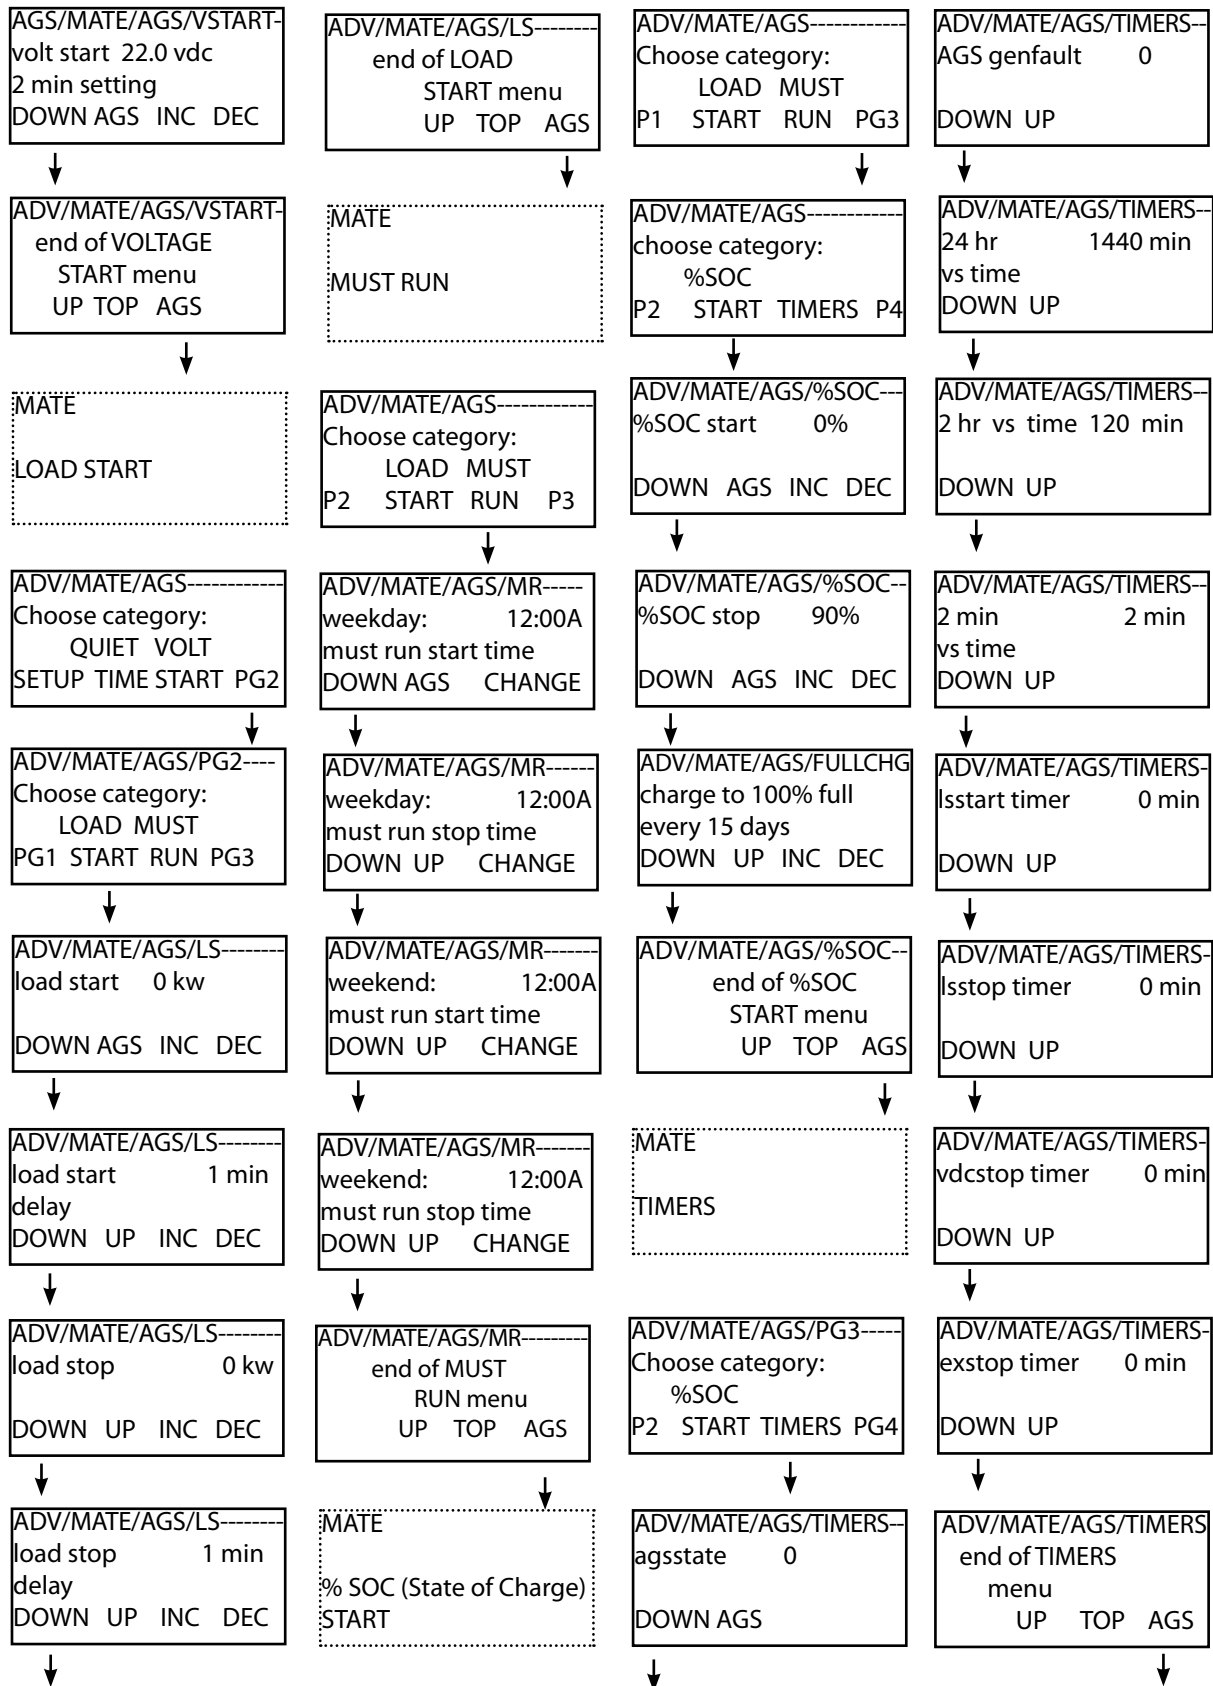 AGS/MATE/AGS/VSTART-
volt start 22.0 vdc
2 min setting
DOWN AGS INC DEC
ADV/MATE/AGS/VSTART-
end of VOLTAGE
START menu
UP TOP AGS
MATE
LOAD START
ADV/MATE/AGS------------
Choose category:
QUIET VOLT
SETUP TIME START PG2
ADV/MATE/AGS/PG2----
Choose category:
LOAD MUST
PG1 START RUN PG3
ADV/MATE/AGS/LS--------
load start 0 kw
DOWN AGS INC DEC
ADV/MATE/AGS/LS--------
load start 1 min
delay
DOWN UP INC DEC
ADV/MATE/AGS/LS--------
load stop 0 kw
DOWN UP INC DEC
ADV/MATE/AGS/LS--------
load stop 1 min
delay
DOWN UP INC DEC
ADV/MATE/AGS/LS--------
end of LOAD
START menu
UP TOP AGS
MATE
MUST RUN
ADV/MATE/AGS------------
Choose category:
LOAD MUST
P2 START RUN P3
ADV/MATE/AGS/MR------
weekday: 12:00A
must run start time
DOWN AGS CHANGE
ADV/MATE/AGS/MR------
weekday: 12:00A
must run stop time
DOWN UP CHANGE
ADV/MATE/AGS/MR-------
weekend: 12:00A
must run start time
DOWN UP CHANGE
ADV/MATE/AGS/MR-------
weekend: 12:00A
must run stop time
DOWN UP CHANGE
ADV/MATE/AGS/MR---------
end of MUST
RUN menu
UP TOP AGS
MATE
% SOC (State of Charge)
START
ADV/MATE/AGS------------
Choose category:
LOAD MUST
P1 START RUN PG3
ADV/MATE/AGS------------
choose category:
%SOC
P2 START TIMERS P4
ADV/MATE/AGS/%SOC---
%SOC start 0%
DOWN AGS INC DEC
ADV/MATE/AGS/%SOC--
%SOC stop 90%
DOWN AGS INC DEC
ADV/MATE/AGS/FULLCHG
charge to 100% full
every 15 days
DOWN UP INC DEC
ADV/MATE/AGS/%SOC--
end of %SOC
START menu
UP TOP AGS
MATE
TIMERS
ADV/MATE/AGS/PG3-----
Choose category:
%SOC
P2 START TIMERS PG4
ADV/MATE/AGS/TIMERS--
agsstate 0
DOWN AGS
ADV/MATE/AGS/TIMERS--
AGS genfault 0
DOWN UP
ADV/MATE/AGS/TIMERS--
24 hr 1440 min
vs time
DOWN UP
ADV/MATE/AGS/TIMERS--
2 hr vs time 120 min
DOWN UP
ADV/MATE/AGS/TIMERS--
2 min 2 min
vs time
DOWN UP
ADV/MATE/AGS/TIMERS-
lsstart timer 0 min
DOWN UP
ADV/MATE/AGS/TIMERS-
lsstop timer 0 min
DOWN UP
ADV/MATE/AGS/TIMERS-
vdcstop timer 0 min
DOWN UP
ADV/MATE/AGS/TIMERS-
exstop timer 0 min
DOWN UP
ADV/MATE/AGS/TIMERS
end of TIMERS
menu
UP TOP AGS